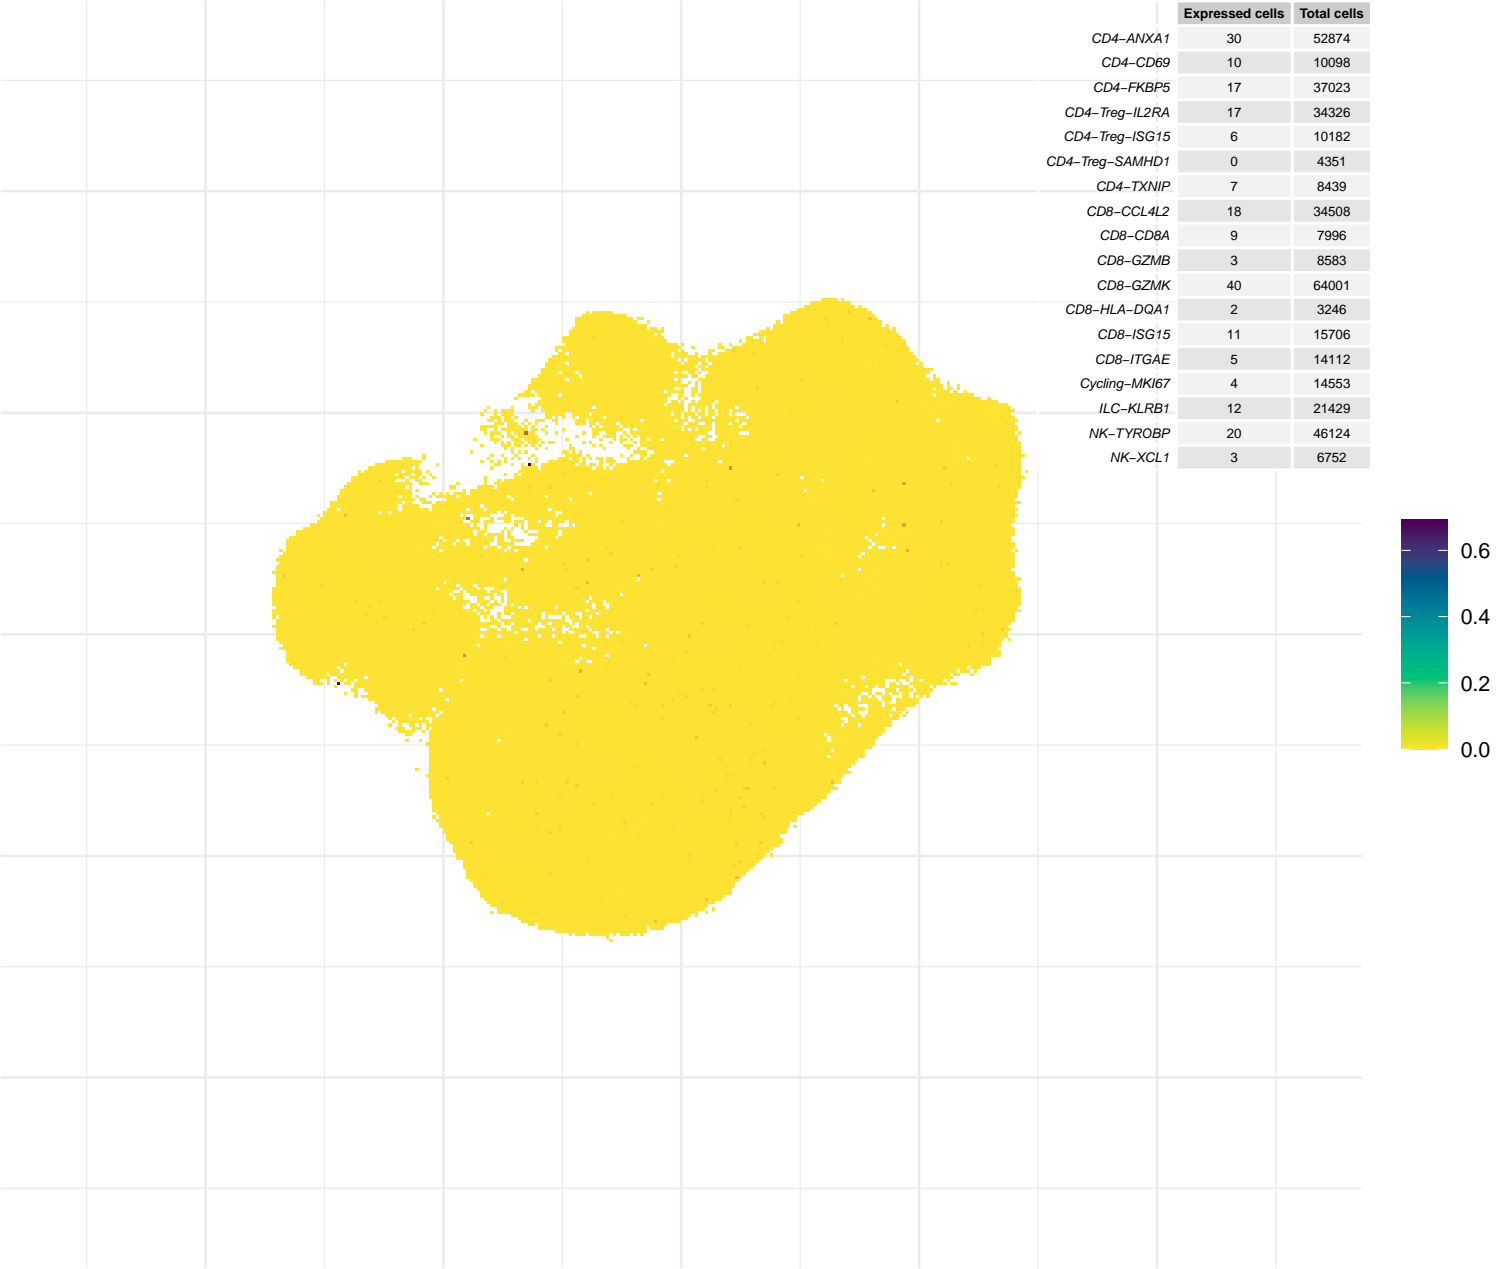 Expressed cells Total cells
CD4−ANXA1 30 52874
CD4−CD69 10 10098
CD4−FKBP5 17 37023
CD4−Treg−IL2RA 17 34326
CD4−Treg−ISG15 6 10182
CD4−Treg−SAMHD1 0 4351
CD4−TXNIP 7 8439
CD8−CCL4L2 18 34508
CD8−CD8A 9 7996
CD8−GZMB 3 8583
CD8−GZMK 40 64001
CD8−HLA−DQA1 2 3246
CD8−ISG15 11 15706
CD8−ITGAE 5 14112
Cycling−MKI67 4 14553
ILC−KLRB1 12 21429
NK−TYROBP 20 46124
NK−XCL1 3 6752
0.6
0.4
0.2
0.0